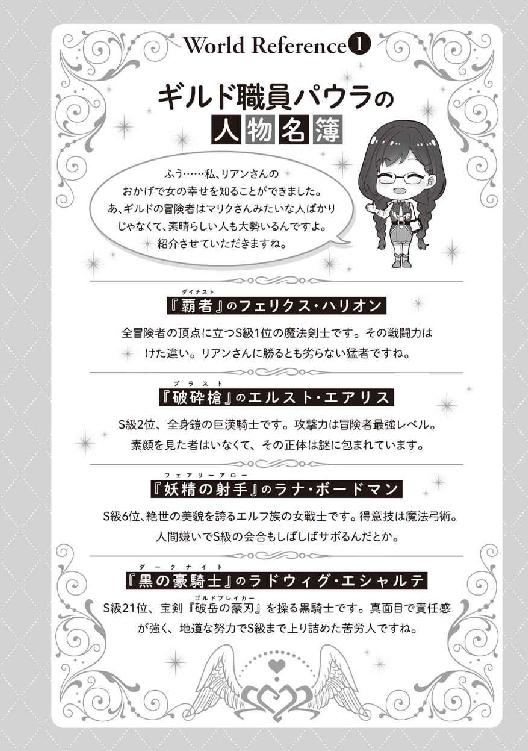 World Reference❶
ギルド職員パウラの
人物名簿
ふう……私、リアンさんの
おかげで女の幸せを知ることができました。
あ、ギルドの冒険者はマリクさんみたいな人ばかり
じゃなくて、素晴らしい人も大勢いるんですよ。
紹介させていただきますね。
ダイナスト
『覇者』のフェリクス・ハリオン
全冒険者の頂点に立つS級1位の魔法剣士です。その戦闘力は
けた違い。リアンさんに勝るとも劣らない猛者ですね。
ブラスト
『破砕槍』のエルスト・エアリス
S級2位、全身鎧の巨漢騎士です。攻撃力は冒険者最強レベル。
素顔を見た者はいなくて、その正体は謎に包まれています。
フェアリーアロー
『妖精の射手』のラナ・ボードマン
S級6位、絶世の美貌を誇るエルフ族の女戦士です。得意技は魔法弓術。
人間嫌いでS級の会合もしばしばサボるんだとか。
ダークナイト
『黒の豪騎士』のラドウィグ・エシャルテ
ゴルドブレイカー
S級21位、宝剣『破岳の豪刃』を操る黒騎士です。真面目で責任感
が強く、地道な努力でS級まで上り詰めた苦労人ですね。